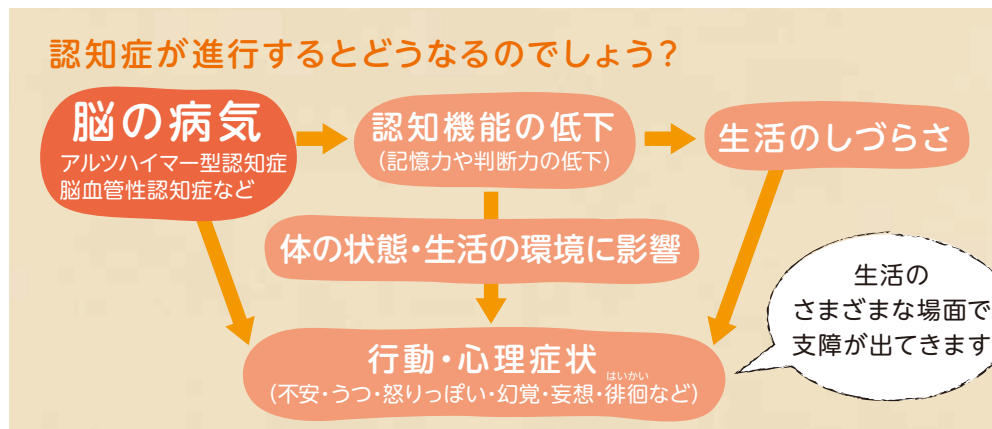 認知症が進行するとどうなるのでしょう?
脳の病気
アルツハイマー型認知症
脳血管性認知症など
認知機能の低下
(記憶力や判断力の低下)
生活のしづらさ
体の状態・生活の環境に影響
行動・心理症状
はいかい
(不安・うつ・怒りっぽい・幻覚・妄想・徘徊など)
生活の
さまざまな場面で
支障が出てきます